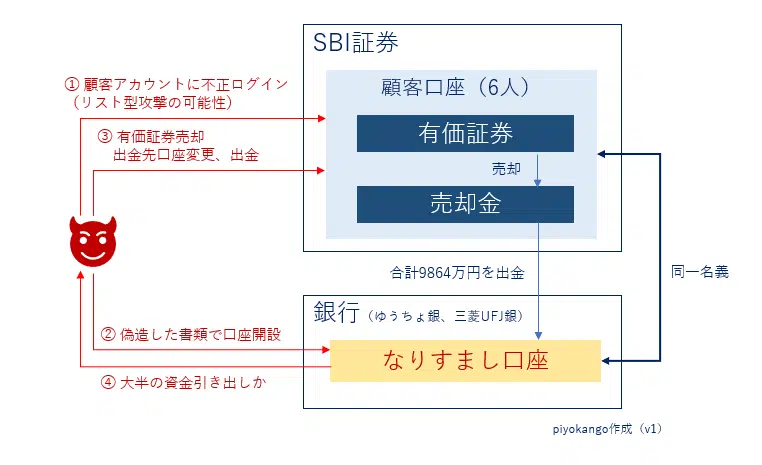 SBI証券
① 顧客アカウントに不正ログイン
（リスト型攻撃の可能性）
顧客口座（6人）
有価証券
③ 有価証券売却
出金先口座変更、出金
売却
売却金
合計9864万円を出金
同一名義
銀行（ゆうちょ銀、三菱UFJ銀）
② 偽造した書類で口座開設
なりすまし口座
④ 大半の資金引き出しか
piyokango作成（v1）